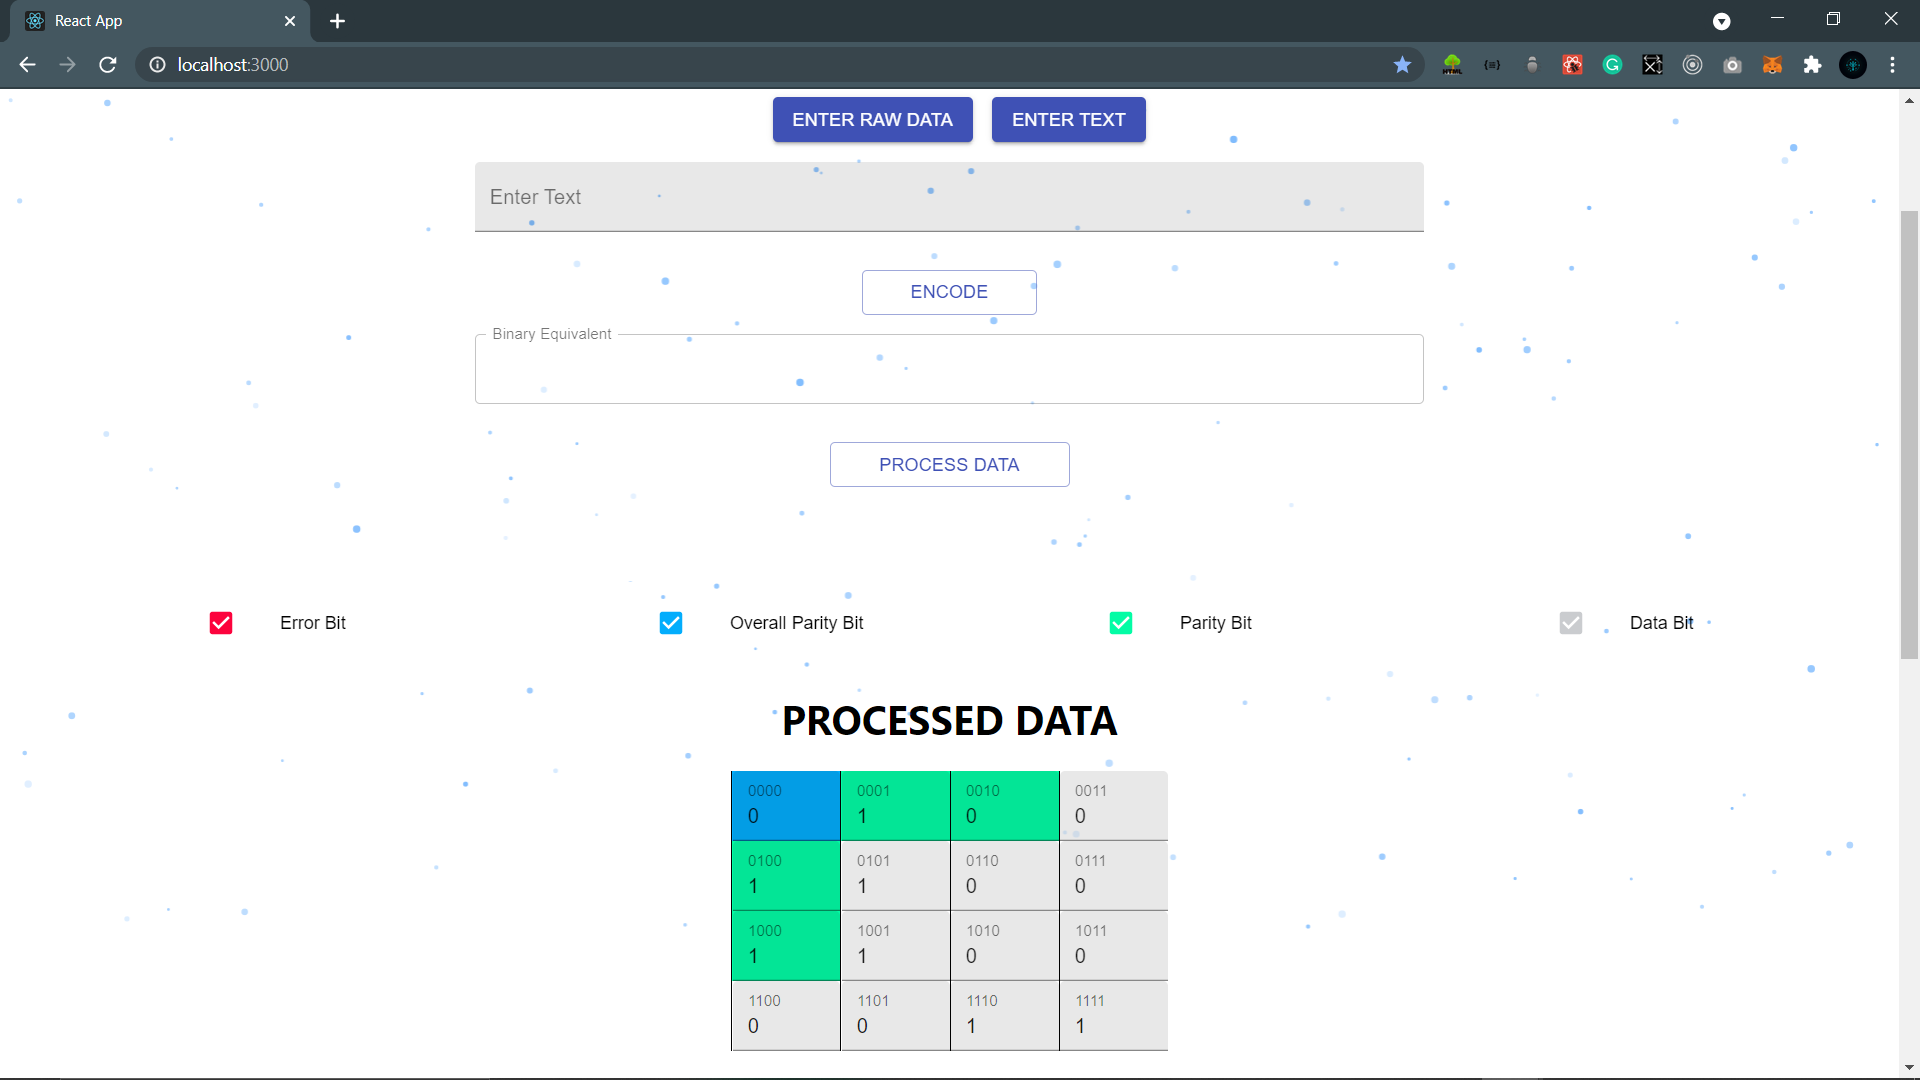 React App
localhost:3000
HTML
ENTER RAW DATA ENTER TEXT
Enter Text
ENCODE
Binary Equivalent
PROCESS DATA
Error Bit Overall Parity Bit Parity Bit Data Bit
PROCESSED DATA
0000 0001 0010 0011
0 1 0 0
0100 0101 0110 0111
1 1 0 0
1000 1001 1010 1011
1 1 0 0
1100 1101 1110 1111
0 0 1 1